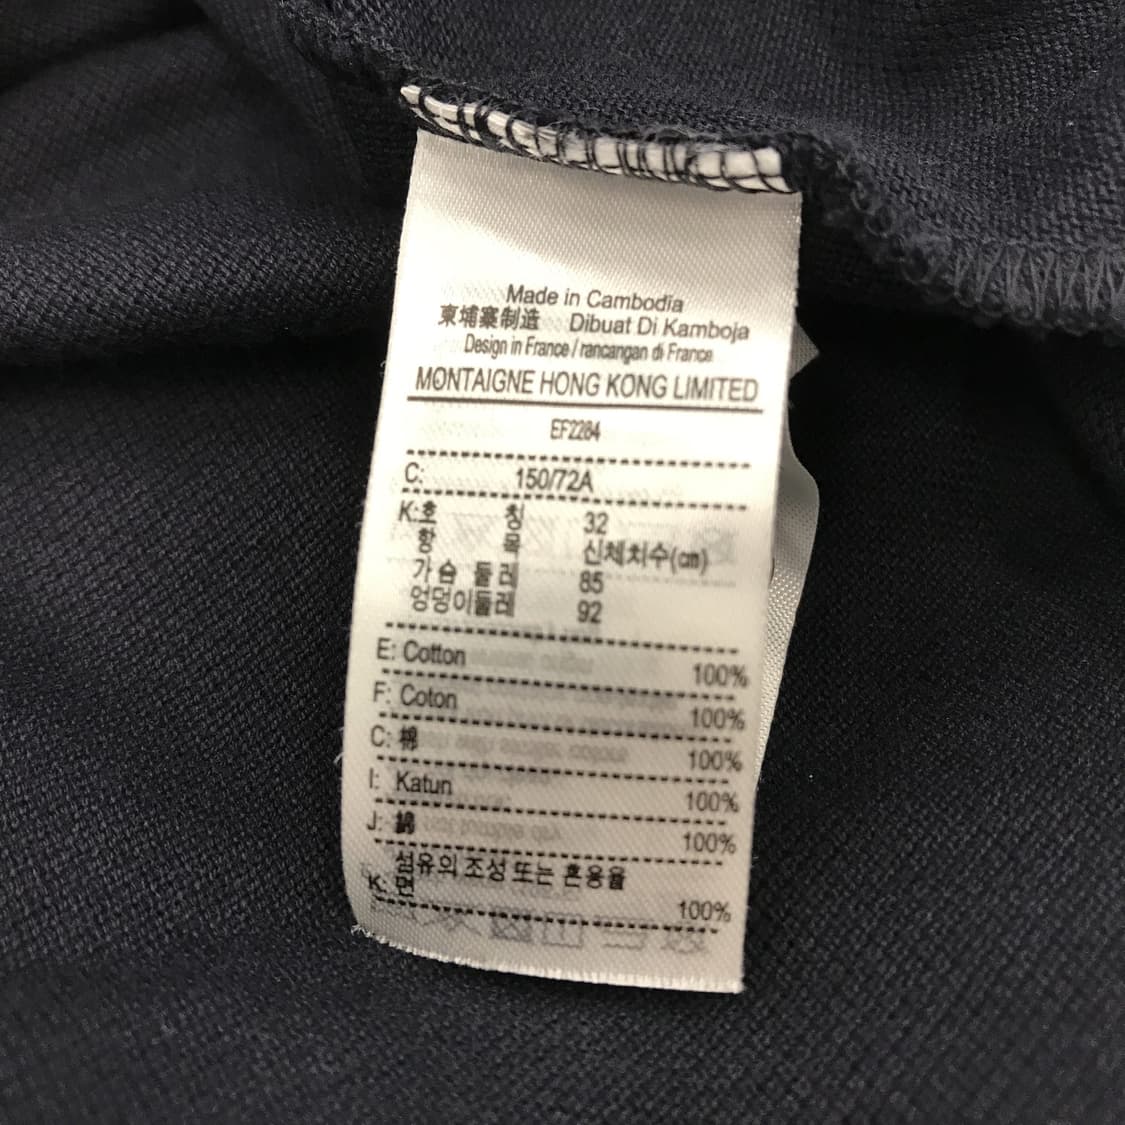 Made in Cambodia
柬埔寨制造 Dibuat Di Kamboja
Design in France / rancangan di France
MONTAIGNE HONG KONG LIMITED
EF2284
C: 150/72A
K:호 칭 32
항 목 신체치수(㎝)
가슴 둘레 85
엉덩이둘레 92
E: Cotton 100%
F: Coton 100%
C: 棉 100%
I: Katun 100%
J: 綿 100%
섬유의 조성 또는 혼용율
K: 면 100%